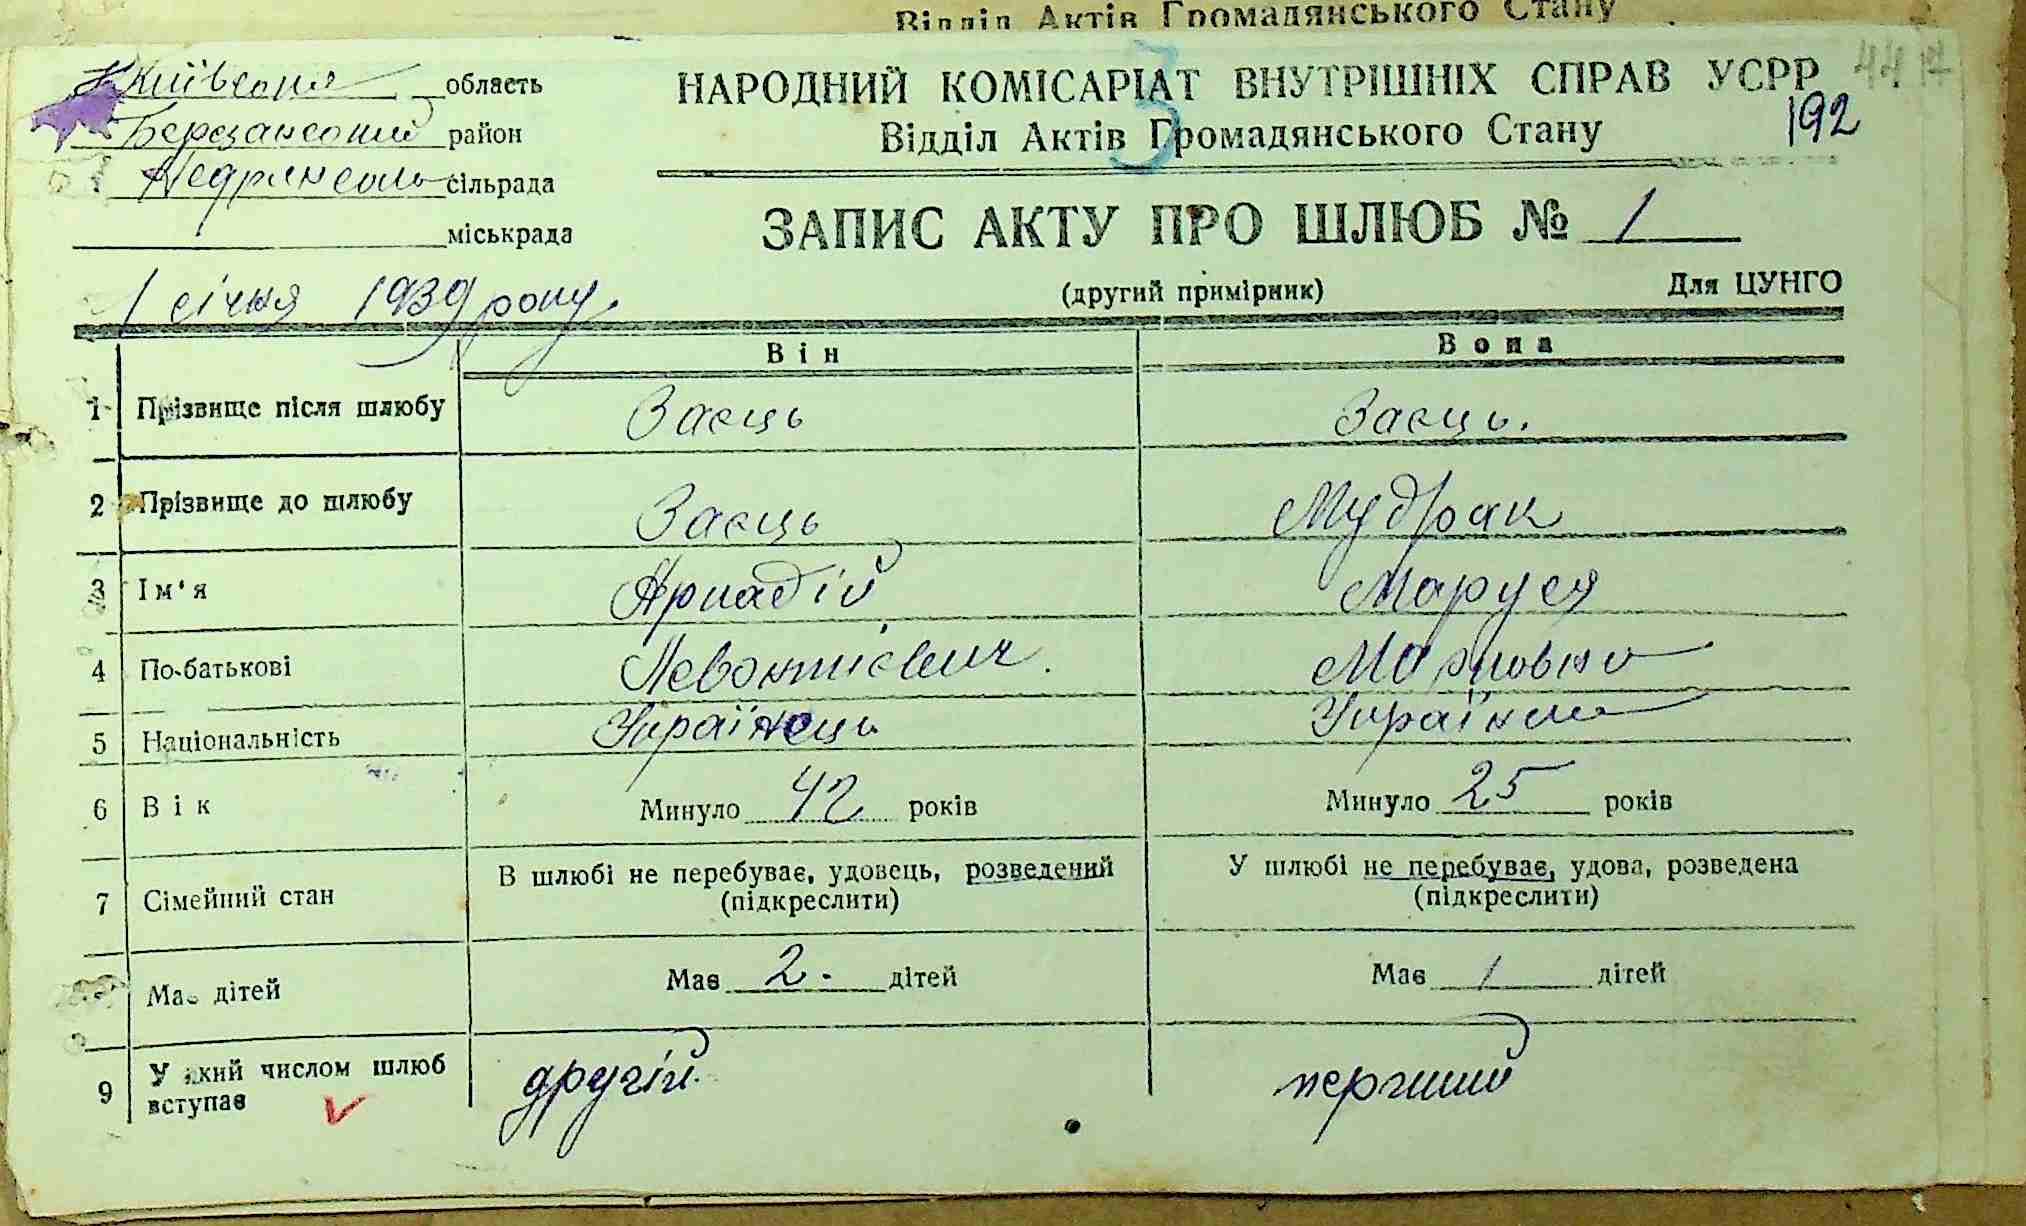 Відділ Актів Громадянського Стану
Київська область
Березанський район
Недрянсель сільрада
міськрада
НАРОДНИЙ КОМІСАРІАТ ВНУТРІШНІХ СПРАВ УСРР
Відділ Актів Громадянського Стану
192
ЗАПИС АКТУ ПРО ШЛЮБ № 1
(другий примірник) Для ЦУНГО
1 січня 1939 року.
Він Вона
1 Прізвище після шлюбу Заєць Заєць.
2 Прізвище до шлюбу Заєць Мудрак
3 Ім'я Аркадій Маруся
4 По-батькові Левонтієвич. Марковна
5 Національність Українець Українка
6 Вік Минуло 42 років Минуло 25 років
7 Сімейний стан В шлюбі не перебуває, удовець, розведений (підкреслити) У шлюбі не перебуває, удова, розведена (підкреслити)
Має дітей Має 2. дітей Має 1 дітей
9 У який числом шлюб вступає другій. перший